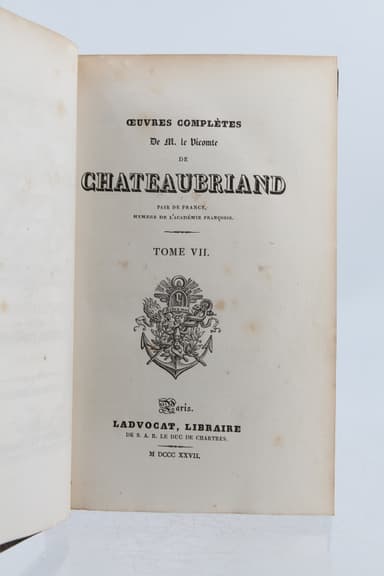 ŒUVRES COMPLÈTES
De M. le Vicomte
DE
CHATEAUBRIAND
PAIR DE FRANCE,
MEMBRE DE L'ACADÉMIE FRANÇOISE.
TOME VII.
Paris.
LADVOCAT, LIBRAIRE
DE S. A. R. LE DUC DE CHARTRES.
M DCCC XXVII.